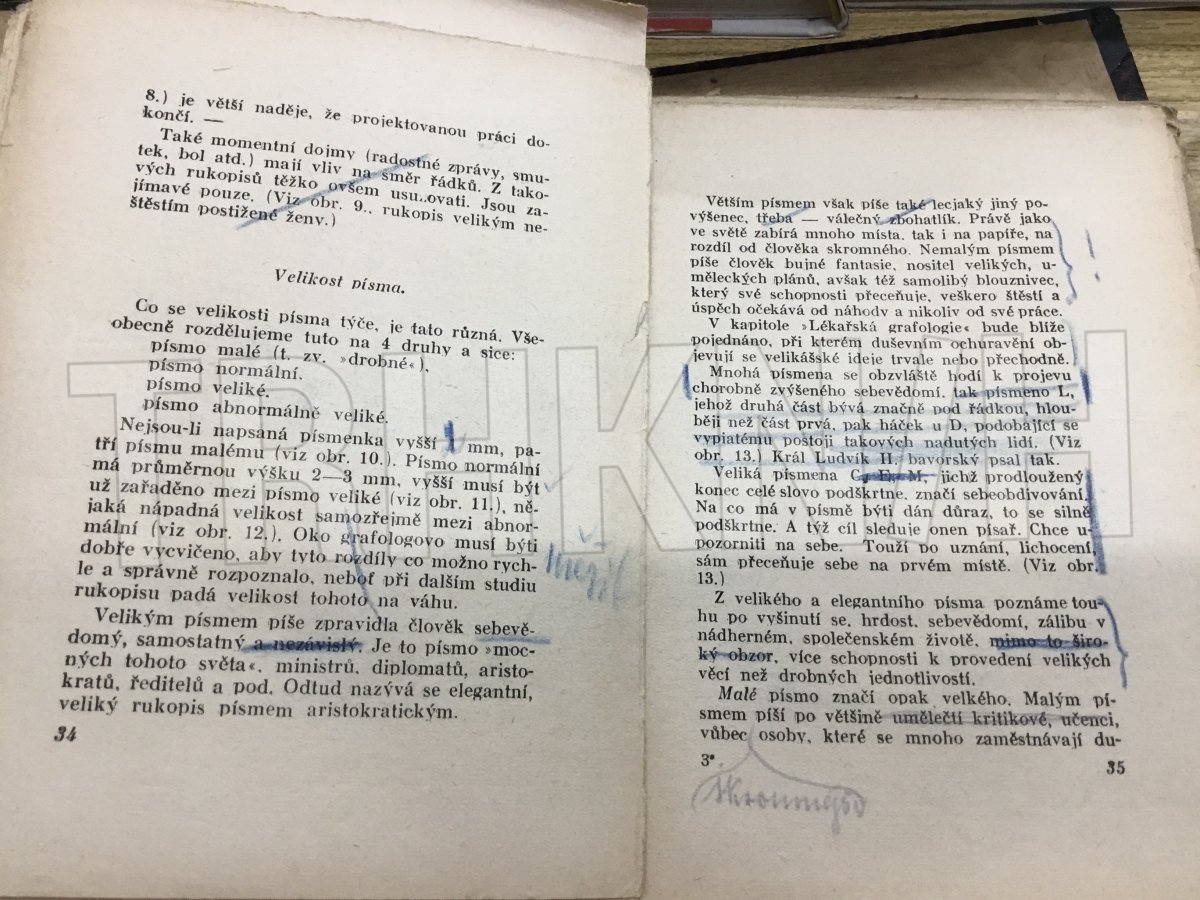 8.) je větší naděje, že projektovanou práci do-
končí. —
Také momentní dojmy (radostné zprávy, smu-
tek, bol atd.) mají vliv na směr řádků. Z tako-
vých rukopisů těžko ovšem usu..ovati. Jsou za-
jímavé pouze. (Viz obr. 9.. rukopis velikým ne-
štěstím postižené ženy.)
Velikost písma.
Co se velikosti písma týče, je tato různá. Vše-
obecně rozdělujeme tuto na 4 druhy a sice:
písmo malé (t. zv. »drobné«),
písmo normální.
písmo veliké.
písmo abnormálně veliké.
Nejsou-li napsaná písmenka vyšší 1 mm, pa-
tří písmu malému (viz obr. 10.). Písmo normální
má průměrnou výšku 2—3 mm, vyšší musí být
už zařaděno mezi písmo veliké (viz obr. 11.), ně-
jaká nápadná velikost samozřejmě mezi abnor-
mální (viz obr. 12.). Oko grafologovo musí býti
dobře vycvičeno, aby tyto rozdíly co možno rych-
le a správně rozpoznalo, neboť při dalším studiu
rukopisu padá velikost tohoto na váhu.
Velikým písmem píše zpravidla člověk sebevě-
domý, samostatný a nezávislý. Je to písmo »moc-
ných tohoto světa«, ministrů, diplomatů, aristo-
kratů, ředitelů a pod. Odtud nazývá se elegantní,
veliký rukopis písmem aristokratickým.
34
Větším písmem však píše také lecjaký jiný po-
výšenec, třeba — válečný zbohatlík. Právě jako
ve světě zabírá mnoho místa, tak i na papíře, na
rozdíl od člověka skromného. Nemalým písmem
píše člověk bujné fantasie, nositel velikých, u-
měleckých plánů, avšak též samolibý blouznivec,
který své schopnosti přeceňuje, veškero štěstí a
úspěch očekává od náhody a nikoliv od své práce.
!
V kapitole »Lékařská grafologie« bude blíže
pojednáno, při kterém duševním ochuravění ob-
jevují se velikášské ideje trvale nebo přechodně.
Mnohá písmena se obzvláště hodí k projevu
chorobně zvýšeného sebevědomí, tak písmeno L,
jehož druhá část bývá značně pod řádkou, hlou-
běji než část prvá, pak háček u D, podobající se
vypiatému postoji takových nadutých lidí. (Viz
obr. 13.) Král Ludvík II, bavorský psal tak.
Veliká písmena C, E, M, jichž prodloužený
konec celé slovo podškrtne, značí sebeobdivování.
Na co má v písmě býti dán důraz, to se silně
podškrtne. A týž cíl sleduje onen písař. Chce u-
pozorniti na sebe. Touží po uznání, lichocení,
sám přeceňuje sebe na prvém místě. (Viz obr.
13.)
Z velikého a elegantního písma poznáme tou-
hu po vyšinutí se, hrdost, sebevědomí, zálibu v
nádherném, společenském životě, mimo to širo-
ký obzor, více schopnosti k provedení velikých
věcí než drobných jednotlivostí.
Malé písmo značí opak velkého. Malým pí-
smem píší po většině umělečtí kritikové, učenci,
vůbec osoby, které se mnoho zaměstnávají du-
3*
35
TRHKNIH